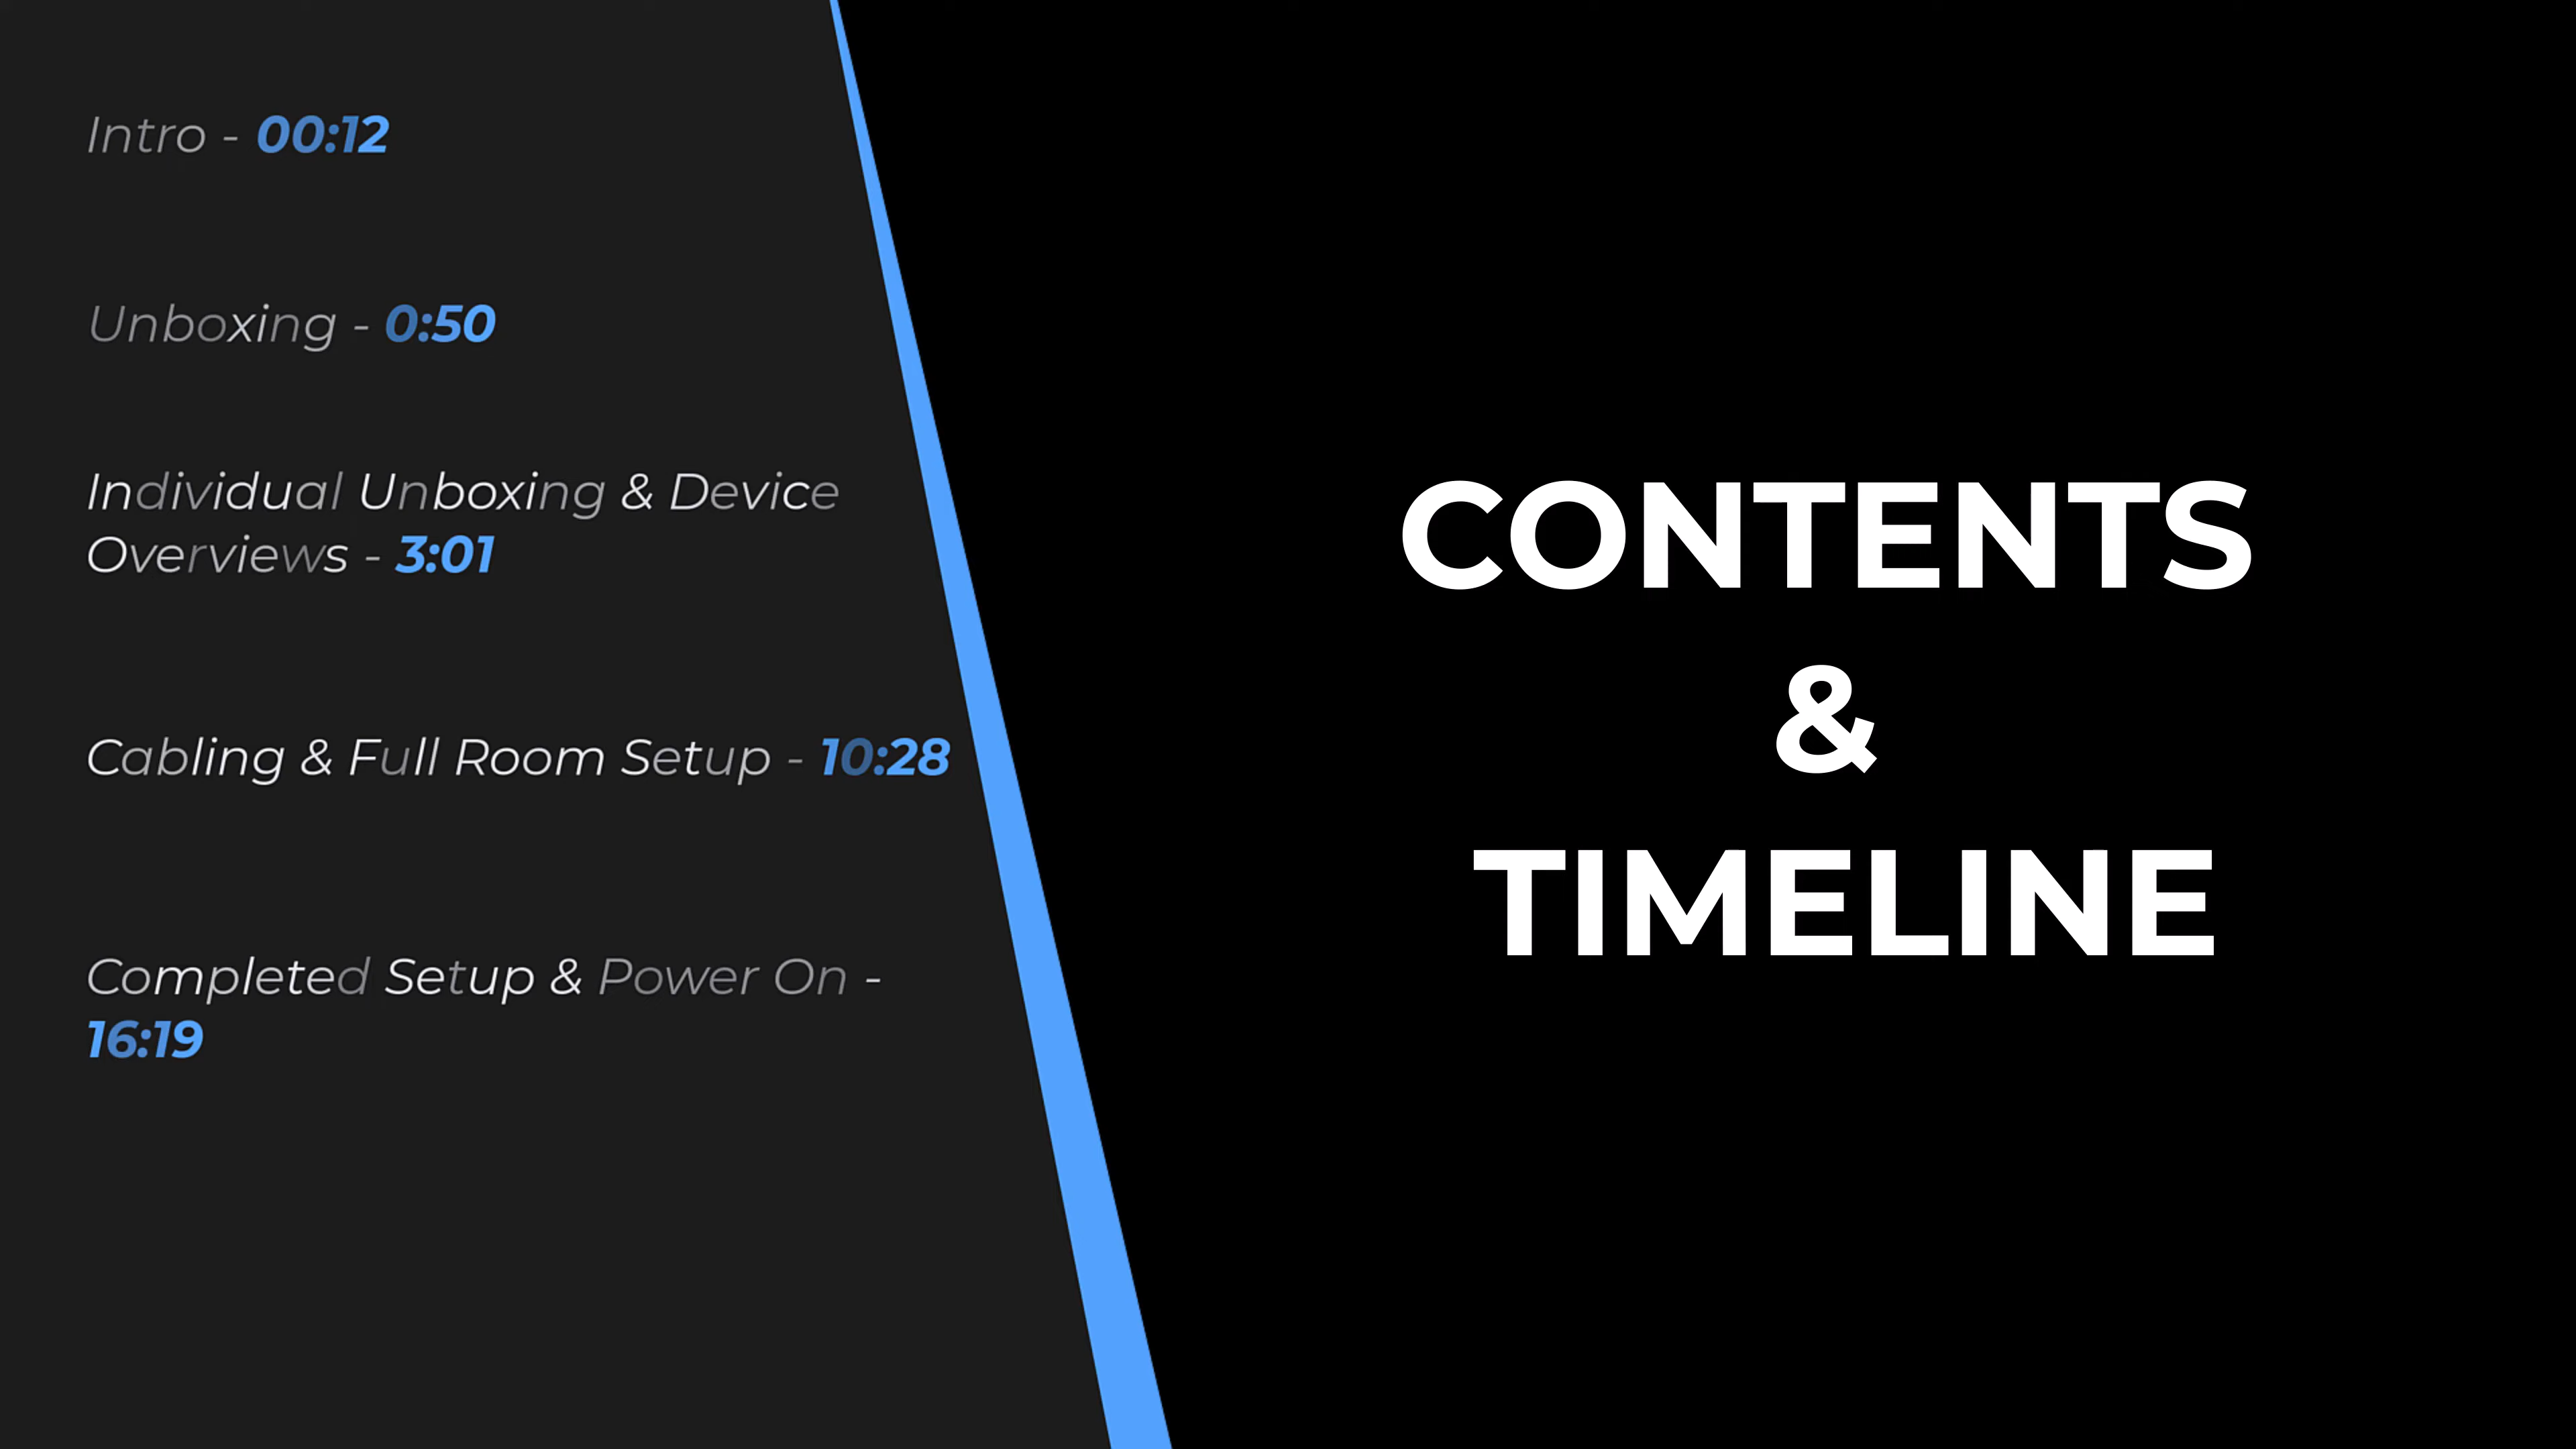 Intro - 00:12
Unboxing - 0:50
Individual Unboxing & Device
Overviews - 3:01
Cabling & Full Room Setup - 10:28
Completed Setup & Power On -
16:19
CONTENTS
&
TIMELINE